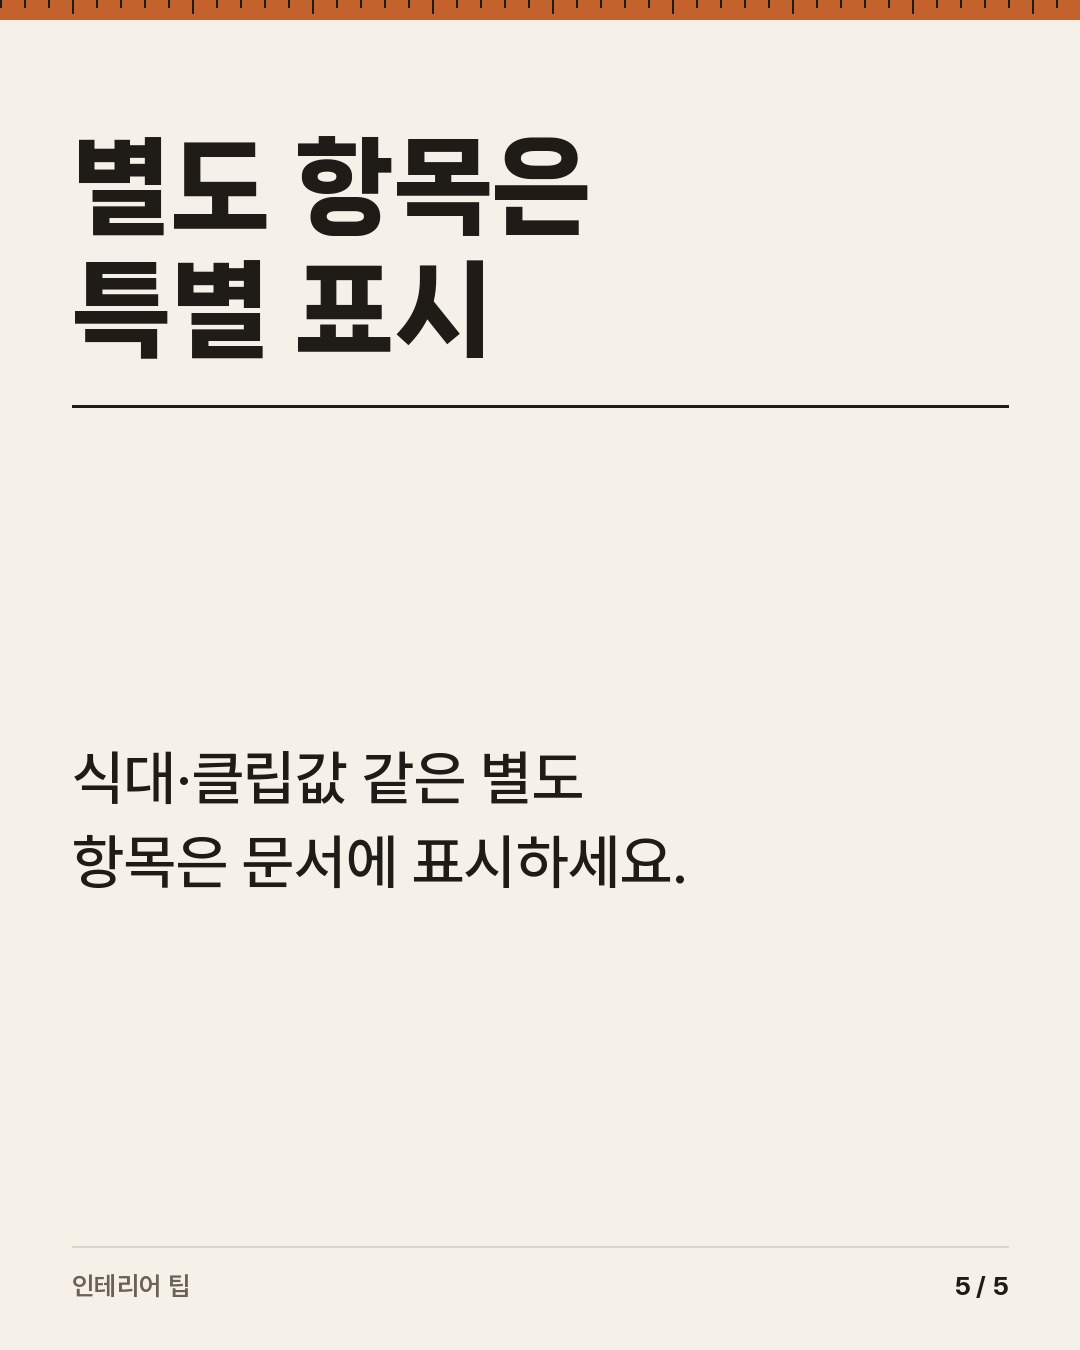 별도 항목은
특별 표시
식대·클립값 같은 별도
항목은 문서에 표시하세요.
인테리어 팁
5 / 5